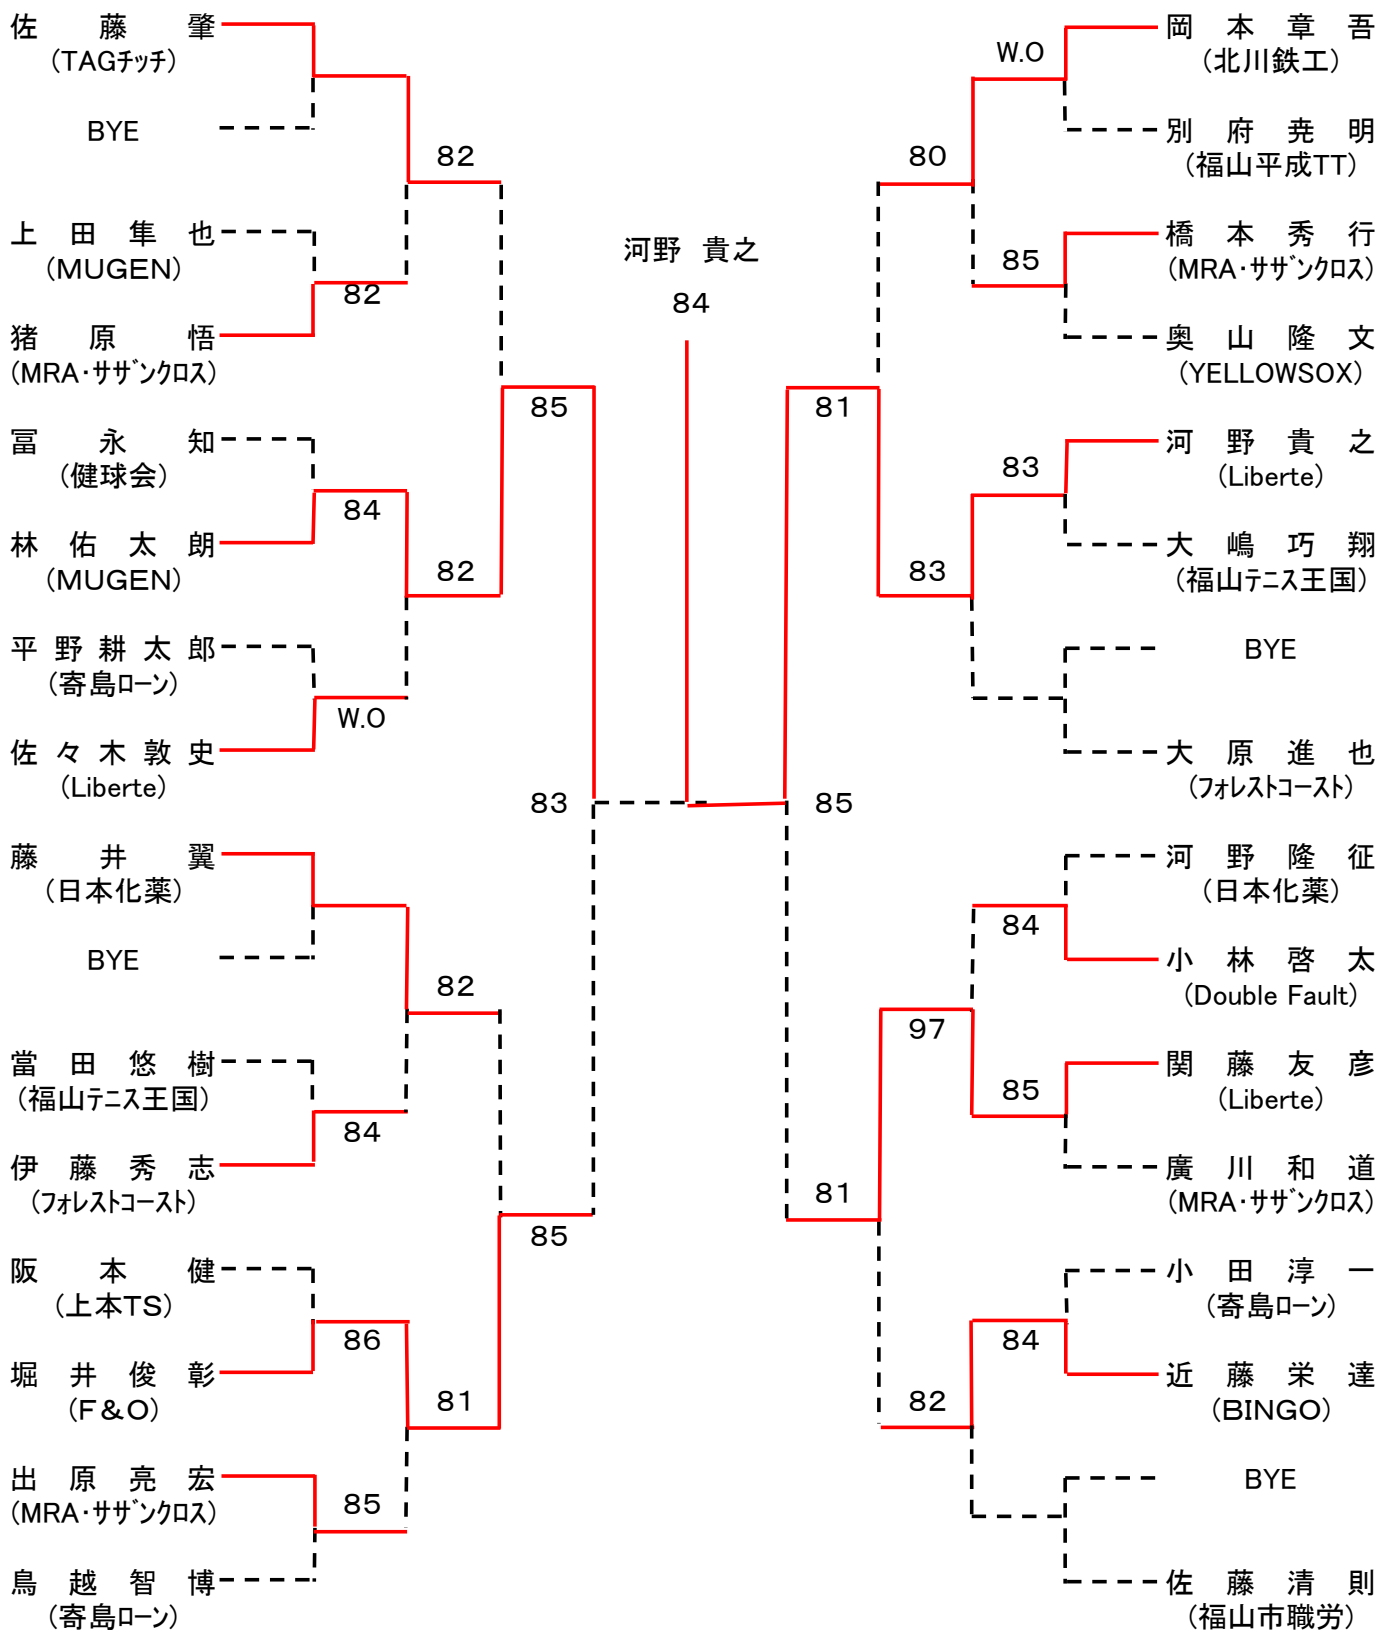 佐藤肇
(TAGチッチ)
BYE
82
上田隼也
(MUGEN)
82
猪原悟
(MRA・サザンクロス)
85
冨永知
(健球会)
84
林佑太朗
(MUGEN)
82
平野耕太郎
(寄島ローン)
W.O
佐々木敦史
(Liberte)
83
藤井翼
(日本化薬)
BYE
82
當田悠樹
(福山テニス王国)
84
伊藤秀志
(フォレストコースト)
85
阪本健
(上本TS)
86
堀井俊彰
(F&O)
81
出原亮宏
(MRA・サザンクロス)
85
鳥越智博
(寄島ローン)
河野 貴之
84
岡本章吾
(北川鉄工)
W.O
別府尭明
(福山平成TT)
80
橋本秀行
(MRA・サザンクロス)
85
奥山隆文
(YELLOWSOX)
81
河野貴之
(Liberte)
83
大嶋巧翔
(福山テニス王国)
83
BYE
大原進也
(フォレストコースト)
85
河野隆征
(日本化薬)
84
小林啓太
(Double Fault)
97
関藤友彦
(Liberte)
85
廣川和道
(MRA・サザンクロス)
81
小田淳一
(寄島ローン)
84
近藤栄達
(BINGO)
82
BYE
佐藤清則
(福山市職労)